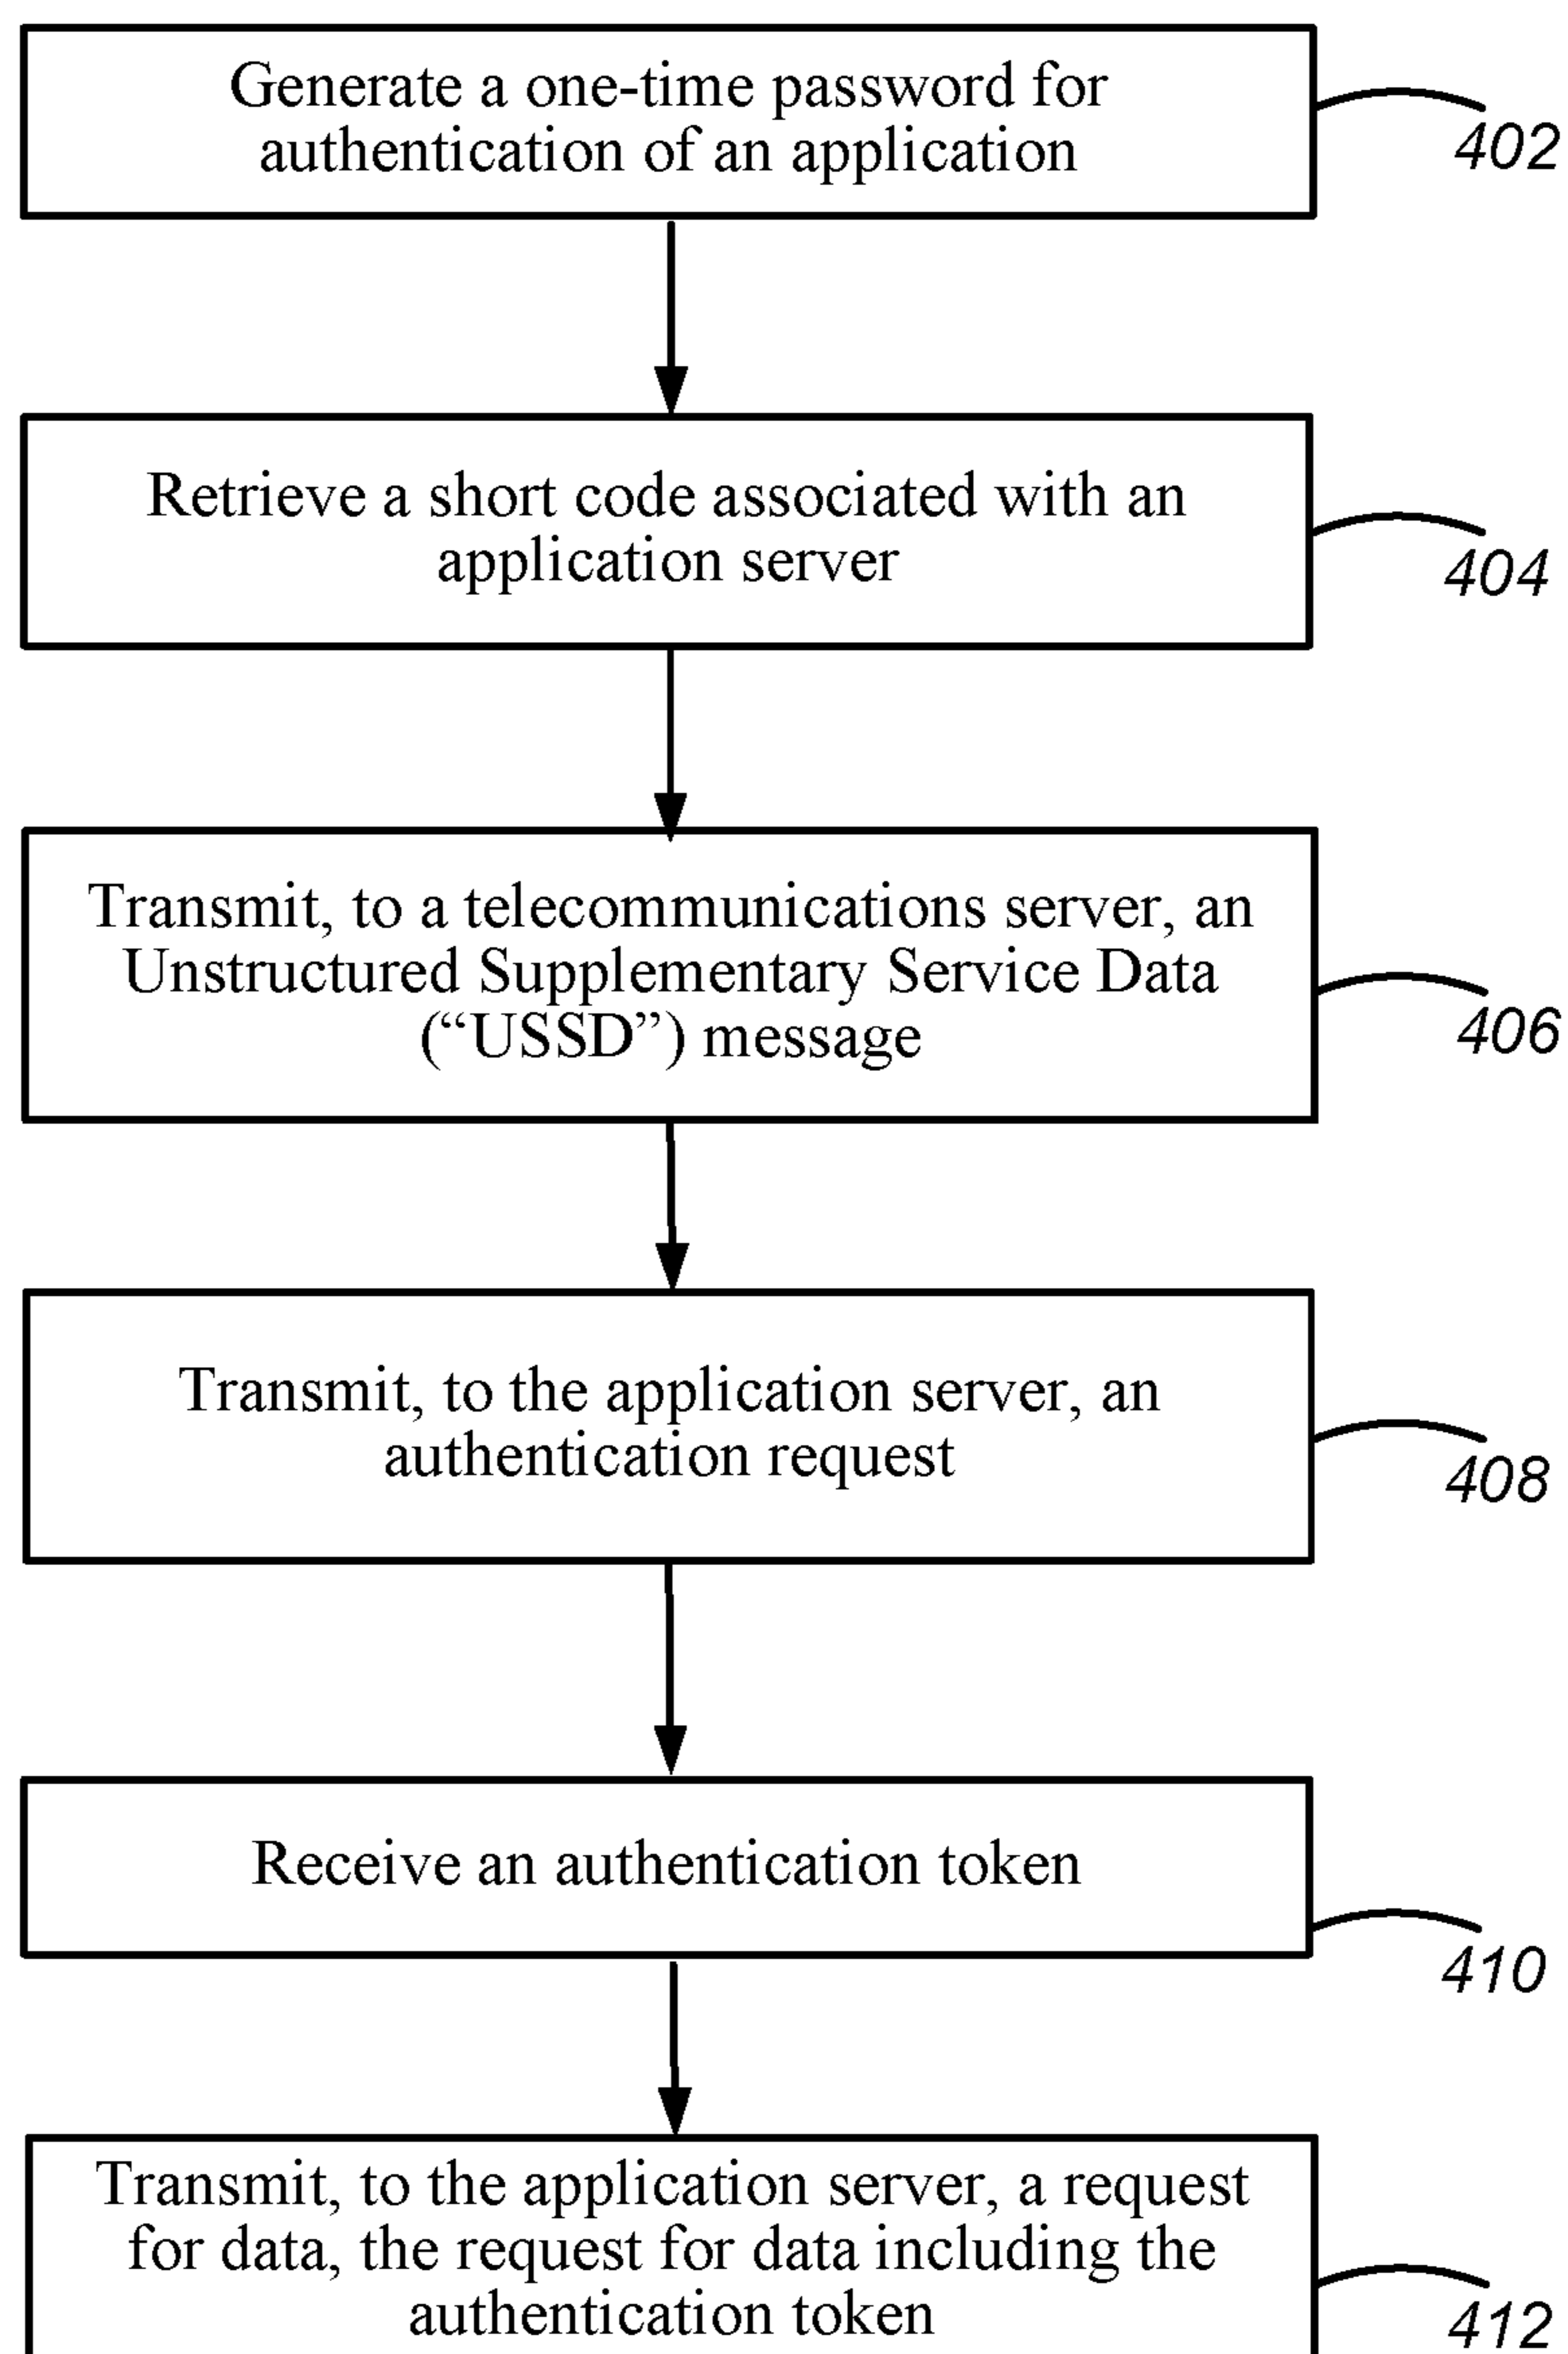 Generate a one-time password for
authentication of an application
402
Retrieve a short code associated with an
application server
404
Transmit, to a telecommunications server, an
Unstructured Supplementary Service Data
(“USSD”) message
406
Transmit, to the application server, an
authentication request
408
Receive an authentication token
410
Transmit, to the application server, a request
for data, the request for data including the
authentication token
412